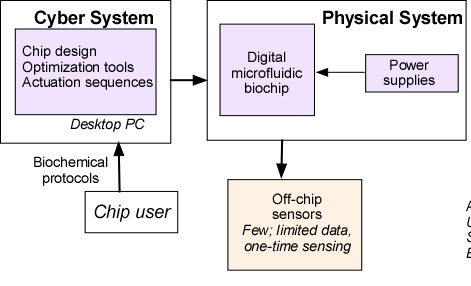 Cyber System
Chip design
Optimization tools
Actuation sequences
Desktop PC
Biochemical
protocols
Chip user
Physical System
Digital
microfluidic
biochip
Power
supplies
Off-chip
sensors
Few; limited data,
one-time sensing